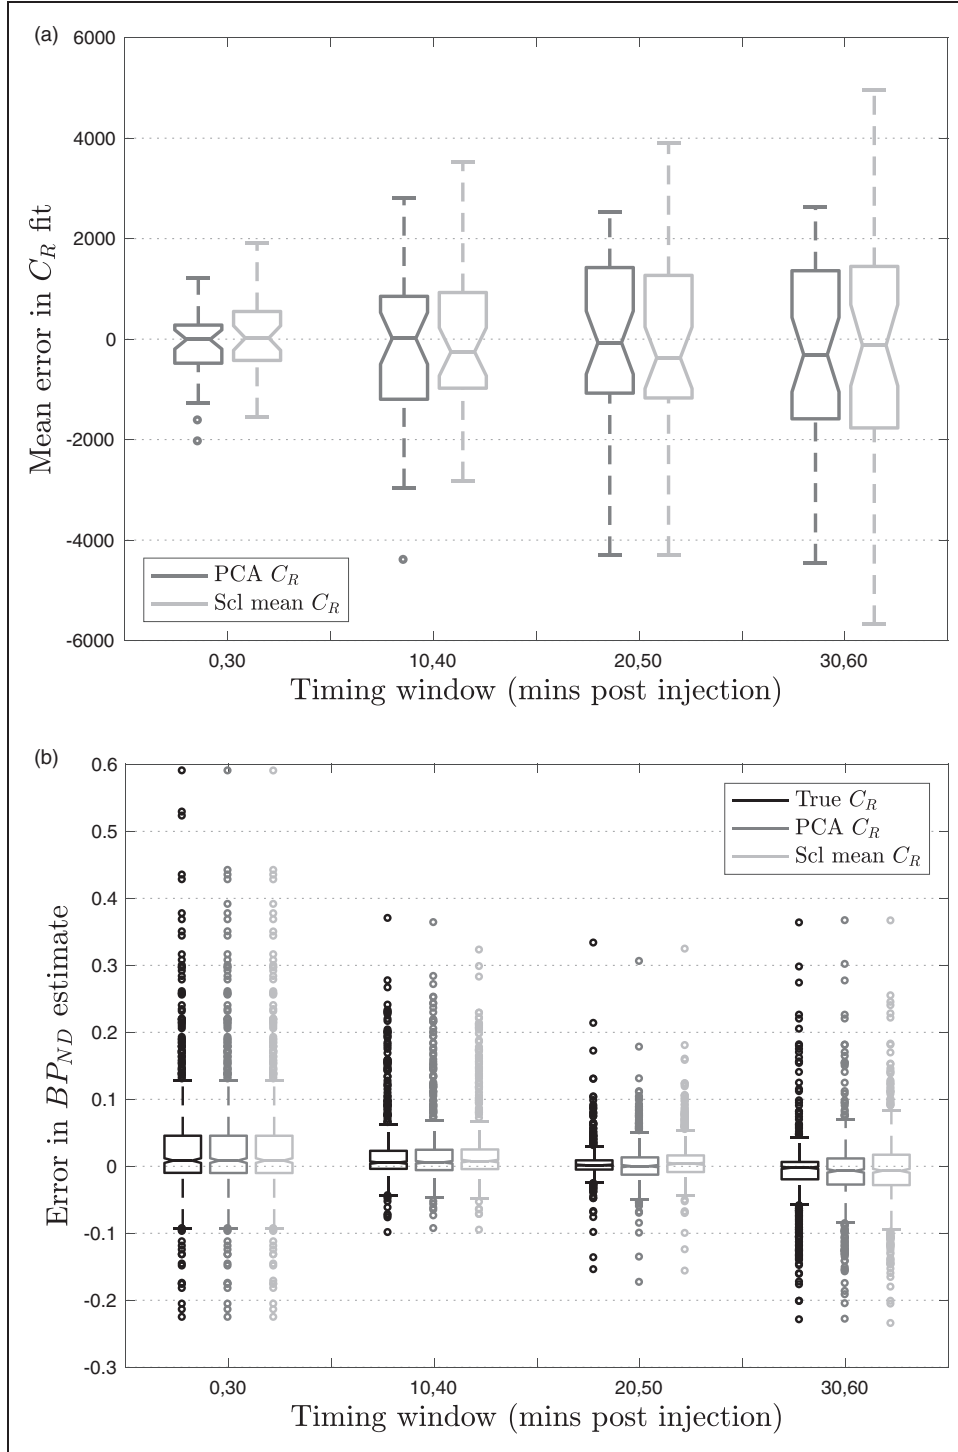 (a)
6000
4000
2000
0
-2000
-4000
-6000
Mean error in C_R fit
PCA C_R
Scl mean C_R
0,30 10,40 20,50 30,60
Timing window (mins post injection)
(b)
0.6
0.5
0.4
0.3
0.2
0.1
0
-0.1
-0.2
-0.3
Error in BP_{ND} estimate
True C_R
PCA C_R
Scl mean C_R
0,30 10,40 20,50 30,60
Timing window (mins post injection)